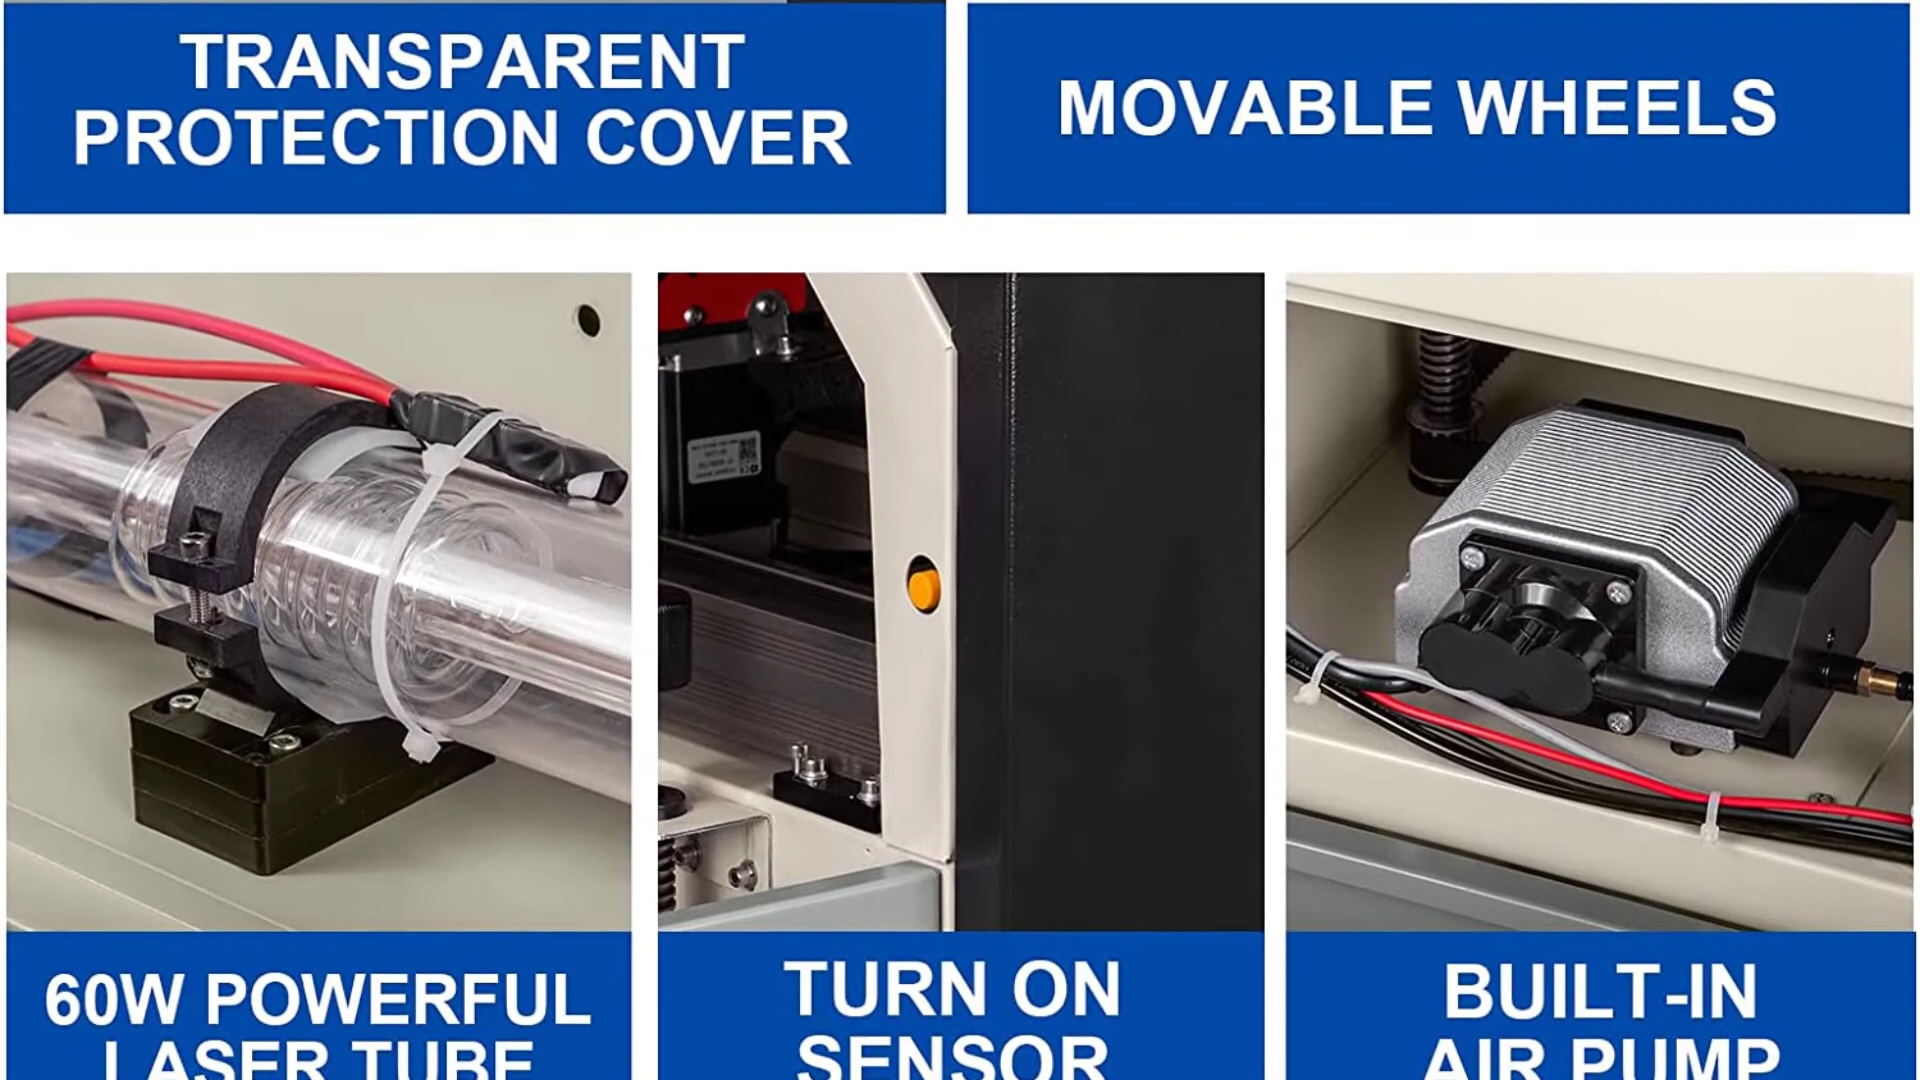 TRANSPARENT
PROTECTION COVER
MOVABLE WHEELS
60W POWERFUL
LASER TUBE
TURN ON
SENSOR
BUILT-IN
AIR PUMP